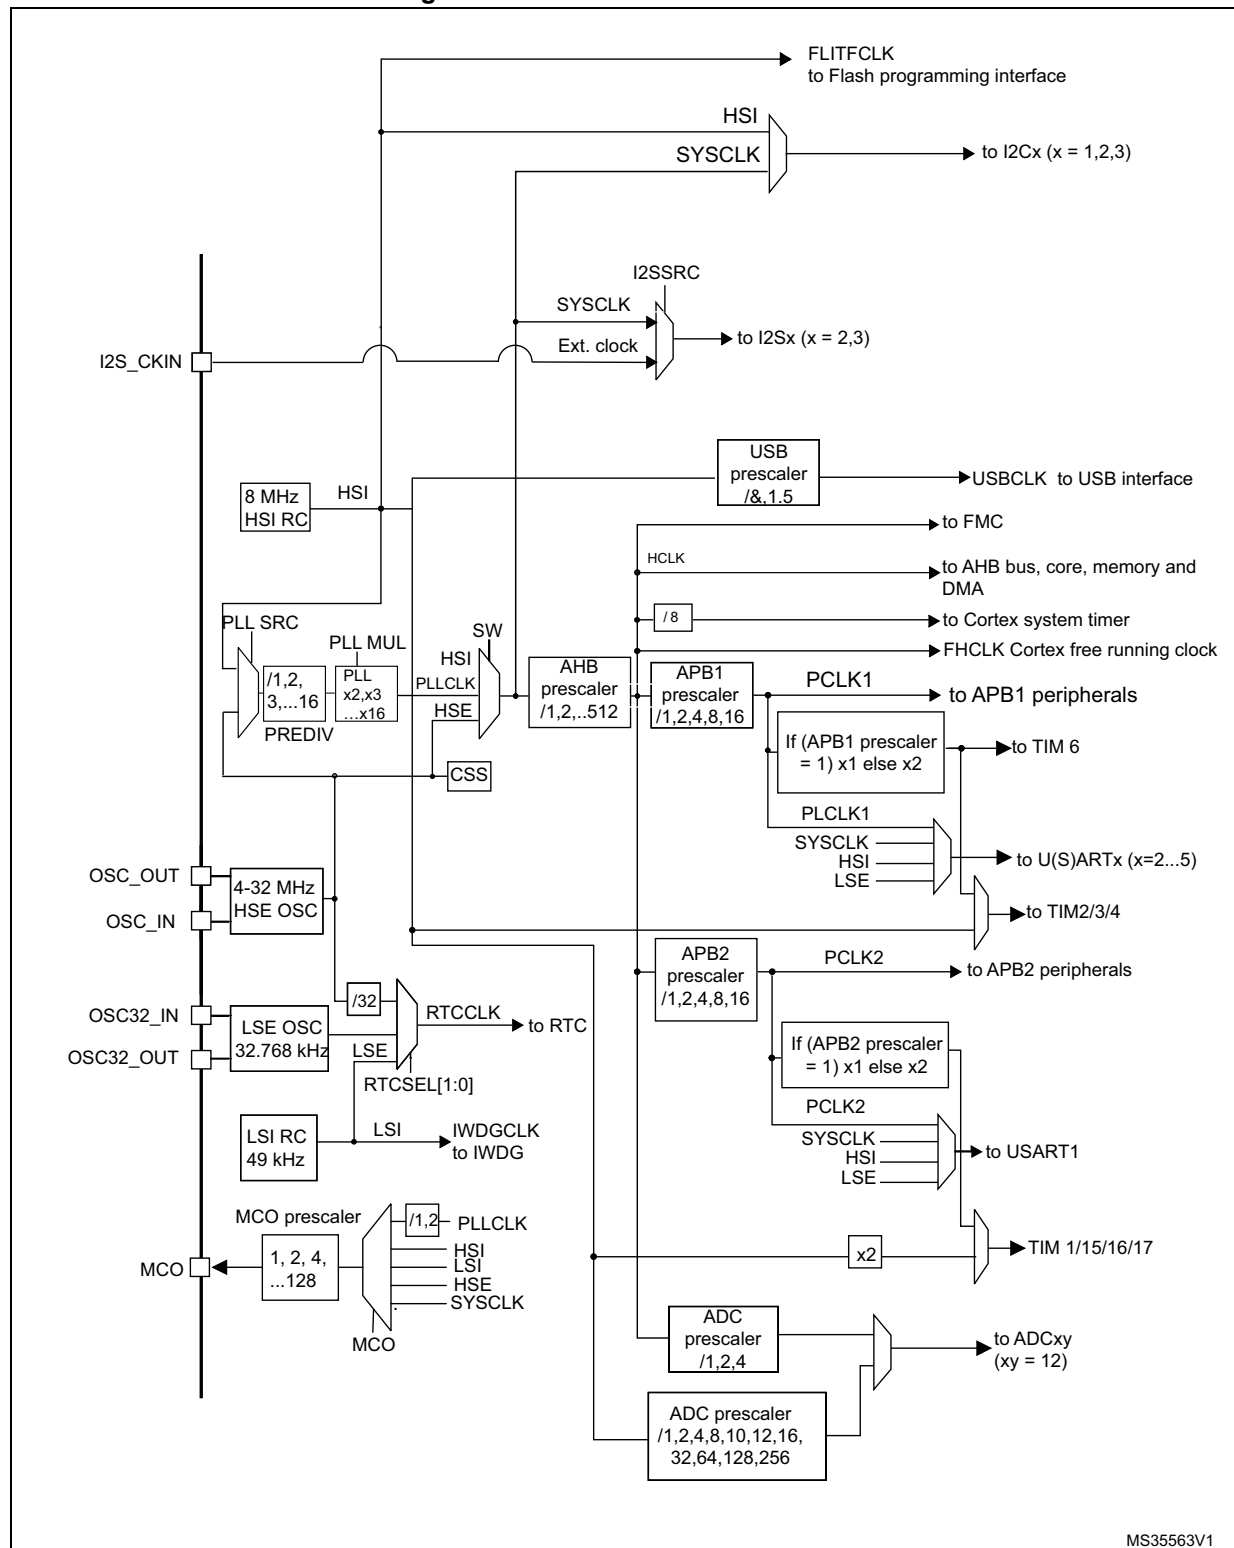 FLITFCLK
to Flash programming interface
HSI
SYSCLK
to I2Cx (x = 1,2,3)
I2SSRC
SYSCLK
to I2Sx (x = 2,3)
Ext. clock
I2S_CKIN
USB
prescaler
/&,1.5
USBCLK to USB interface
8 MHz
HSI RC
HSI
to FMC
HCLK
to AHB bus, core, memory and
DMA
/ 8
to Cortex system timer
FHCLK Cortex free running clock
PLL SRC
PLL MUL
SW
HSI
PLLCLK
HSE
/1,2,
3,...16
PREDIV
PLL
x2,x3
...x16
AHB
prescaler
/1,2,..512
APB1
prescaler
/1,2,4,8,16
PCLK1
to APB1 peripherals
If (APB1 prescaler
= 1) x1 else x2
to TIM 6
CSS
PLCLK1
SYSCLK
HSI
LSE
to U(S)ARTx (x=2...5)
to TIM2/3/4
OSC_OUT
OSC_IN
4-32 MHz
HSE OSC
APB2
prescaler
/1,2,4,8,16
PCLK2
to APB2 peripherals
/32
OSC32_IN
OSC32_OUT
LSE OSC
32.768 kHz
RTCCLK
to RTC
LSE
RTCSEL[1:0]
If (APB2 prescaler
= 1) x1 else x2
PCLK2
SYSCLK
HSI
LSE
to USART1
LSI RC
49 kHz
LSI
IWDGCLK
to IWDG
MCO prescaler
/1,2
PLLCLK
HSI
LSI
HSE
SYSCLK
1, 2, 4,
...128
MCO
MCO
x2
TIM 1/15/16/17
ADC
prescaler
/1,2,4
to ADCxy
(xy = 12)
ADC prescaler
/1,2,4,8,10,12,16,
32,64,128,256
MS35563V1